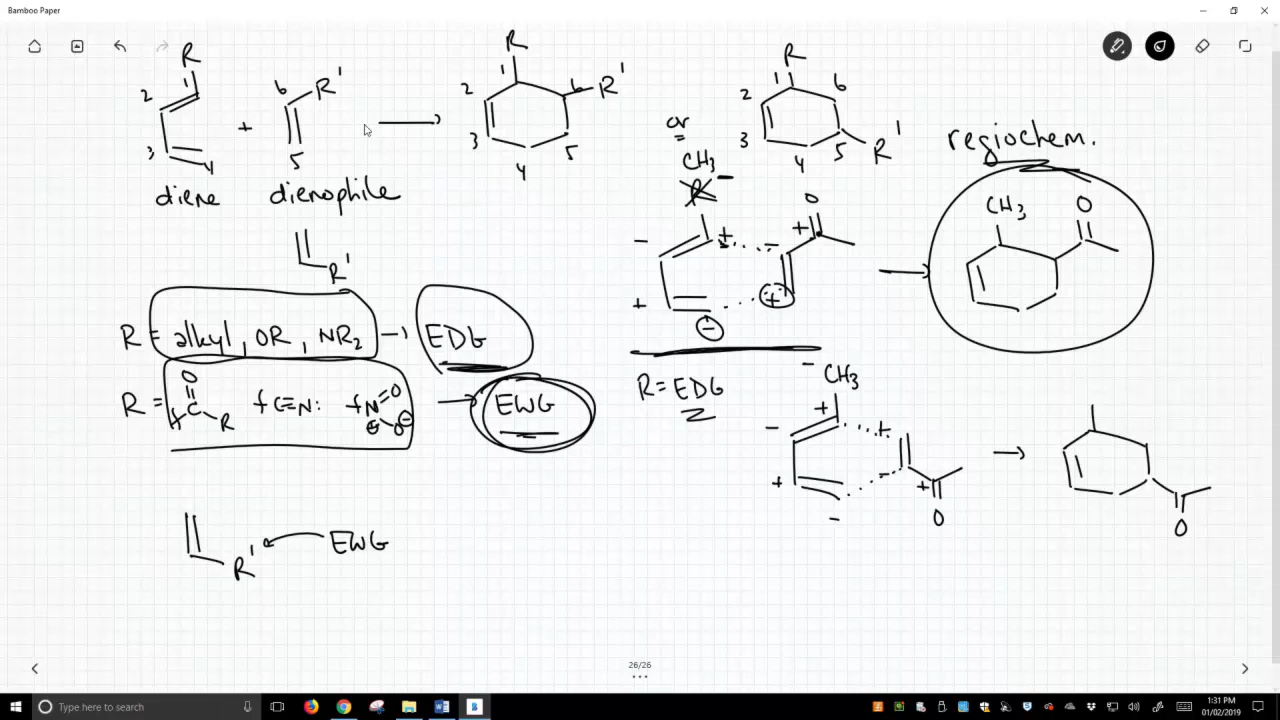 Bamboo Paper
R
1
2
3
4
diene
+
6
R'
5
dienophile
R'
R
1
2
3
4
5
6
R'
or
R
1
2
3
4
5
6
R'
regiochem.
CH3
R
−
−
+
+
−
+
−
+
O
CH3
O
R = alkyl, OR, NR2 → EDG
R = O
C
R
C≡N:
N
O
⊕
O⊖
→ EWG
R = EDG
−
CH3
+
−
+
−
+
−
+
O
O
R'
EWG
26/26
Type here to search
1:31 PM
01/02/2019